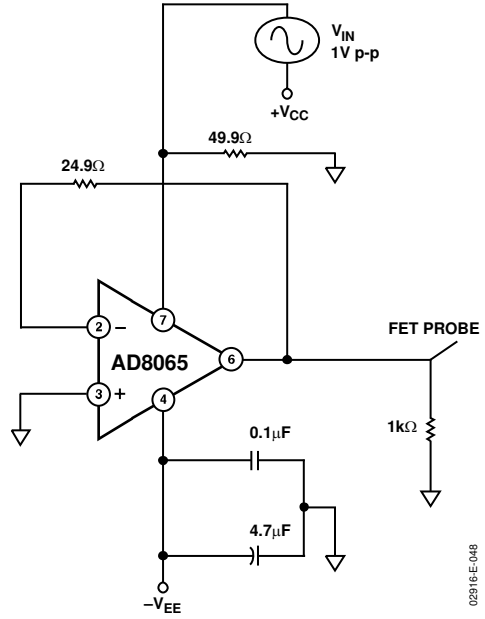 V_IN
1V p-p
+V_CC
49.9Ω
24.9Ω
2
–
7
FET PROBE
AD8065
6
3
+
4
1kΩ
0.1μF
4.7μF
–V_EE
02916-E-048